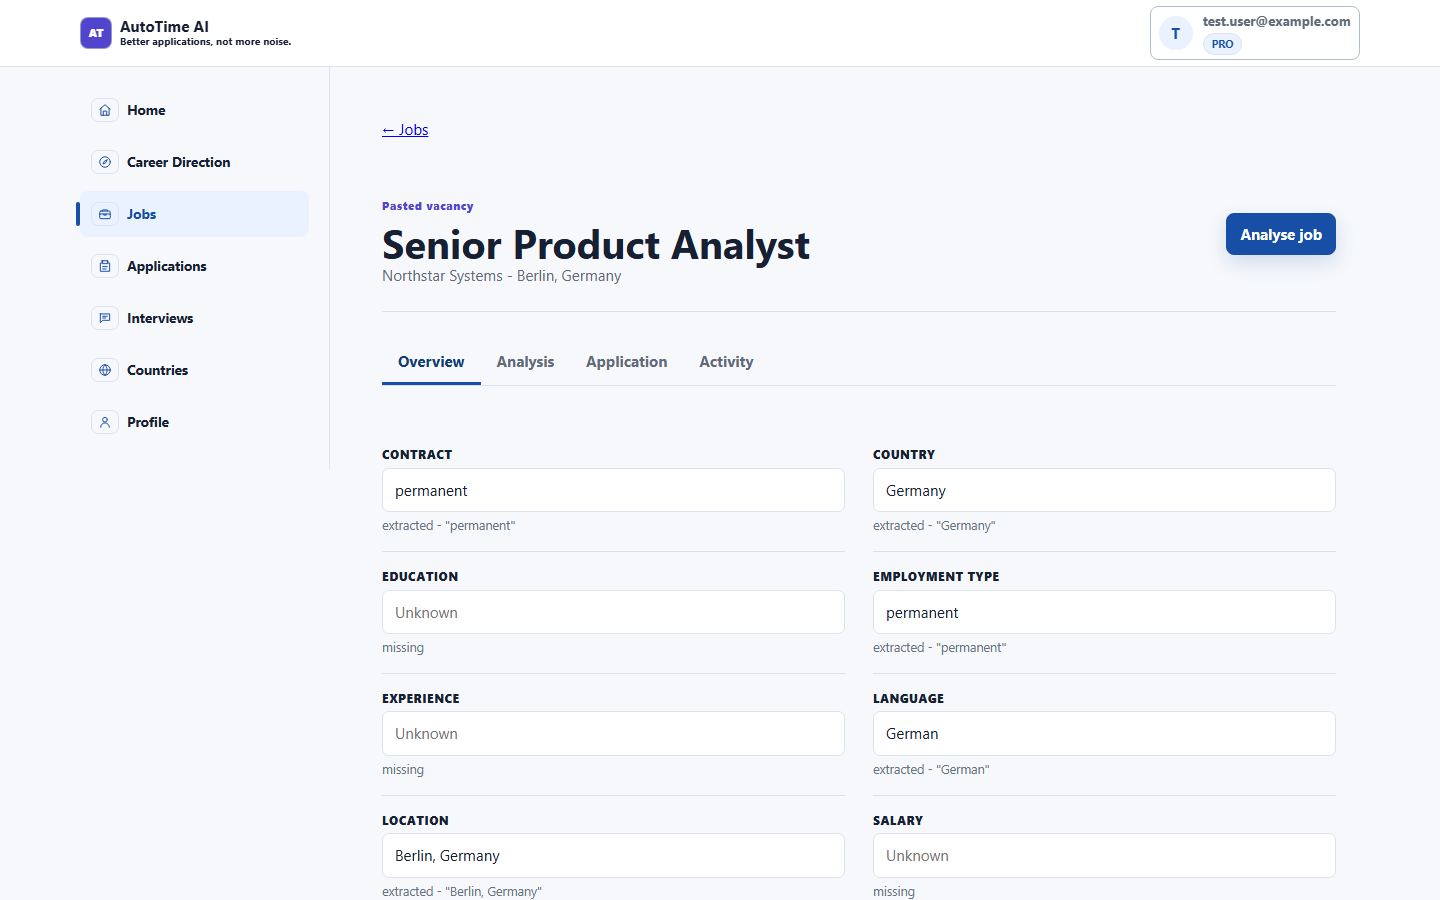 AT
AutoTime AI
Better applications, not more noise.
T
test.user@example.com
PRO
Home
Career Direction
Jobs
Applications
Interviews
Countries
Profile
← Jobs
Pasted vacancy
Senior Product Analyst
Northstar Systems - Berlin, Germany
Analyse job
Overview
Analysis
Application
Activity
CONTRACT
permanent
extracted - "permanent"
COUNTRY
Germany
extracted - "Germany"
EDUCATION
Unknown
missing
EMPLOYMENT TYPE
permanent
extracted - "permanent"
EXPERIENCE
Unknown
missing
LANGUAGE
German
extracted - "German"
LOCATION
Berlin, Germany
extracted - "Berlin, Germany"
SALARY
Unknown
missing